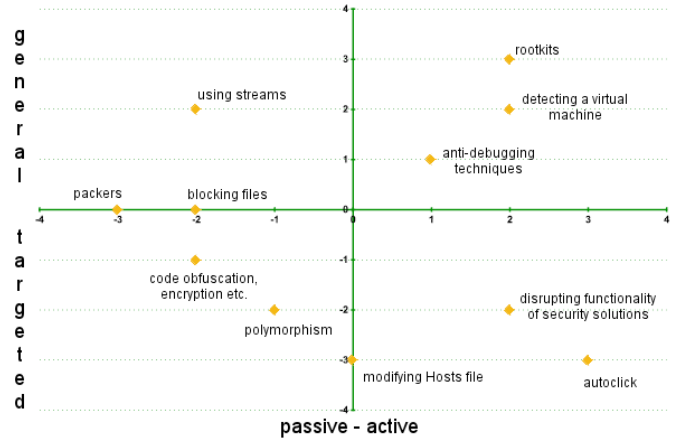 general
targeted
4
3
rootkits
using streams
detecting a virtual
machine
2
anti-debugging
techniques
1
packers
blocking files
0
-4
-3
-2
-1
0
1
2
3
4
-1
code obfuscation,
encryption etc.
-2
polymorphism
disrupting functionality
of security solutions
-3
modifying Hosts file
autoclick
-4
passive - active